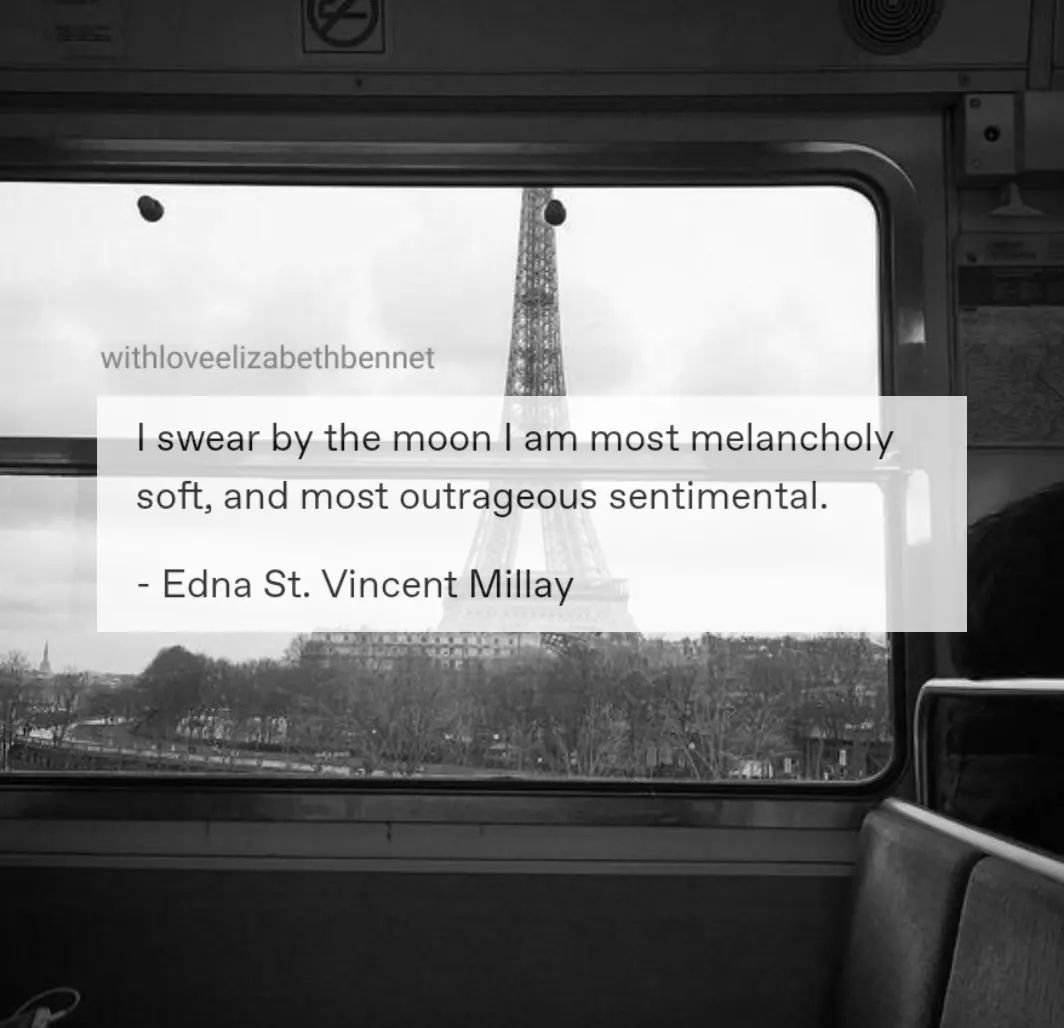 withloveelizabethbennet
I swear by the moon I am most melancholy
soft, and most outrageous sentimental.
- Edna St. Vincent Millay